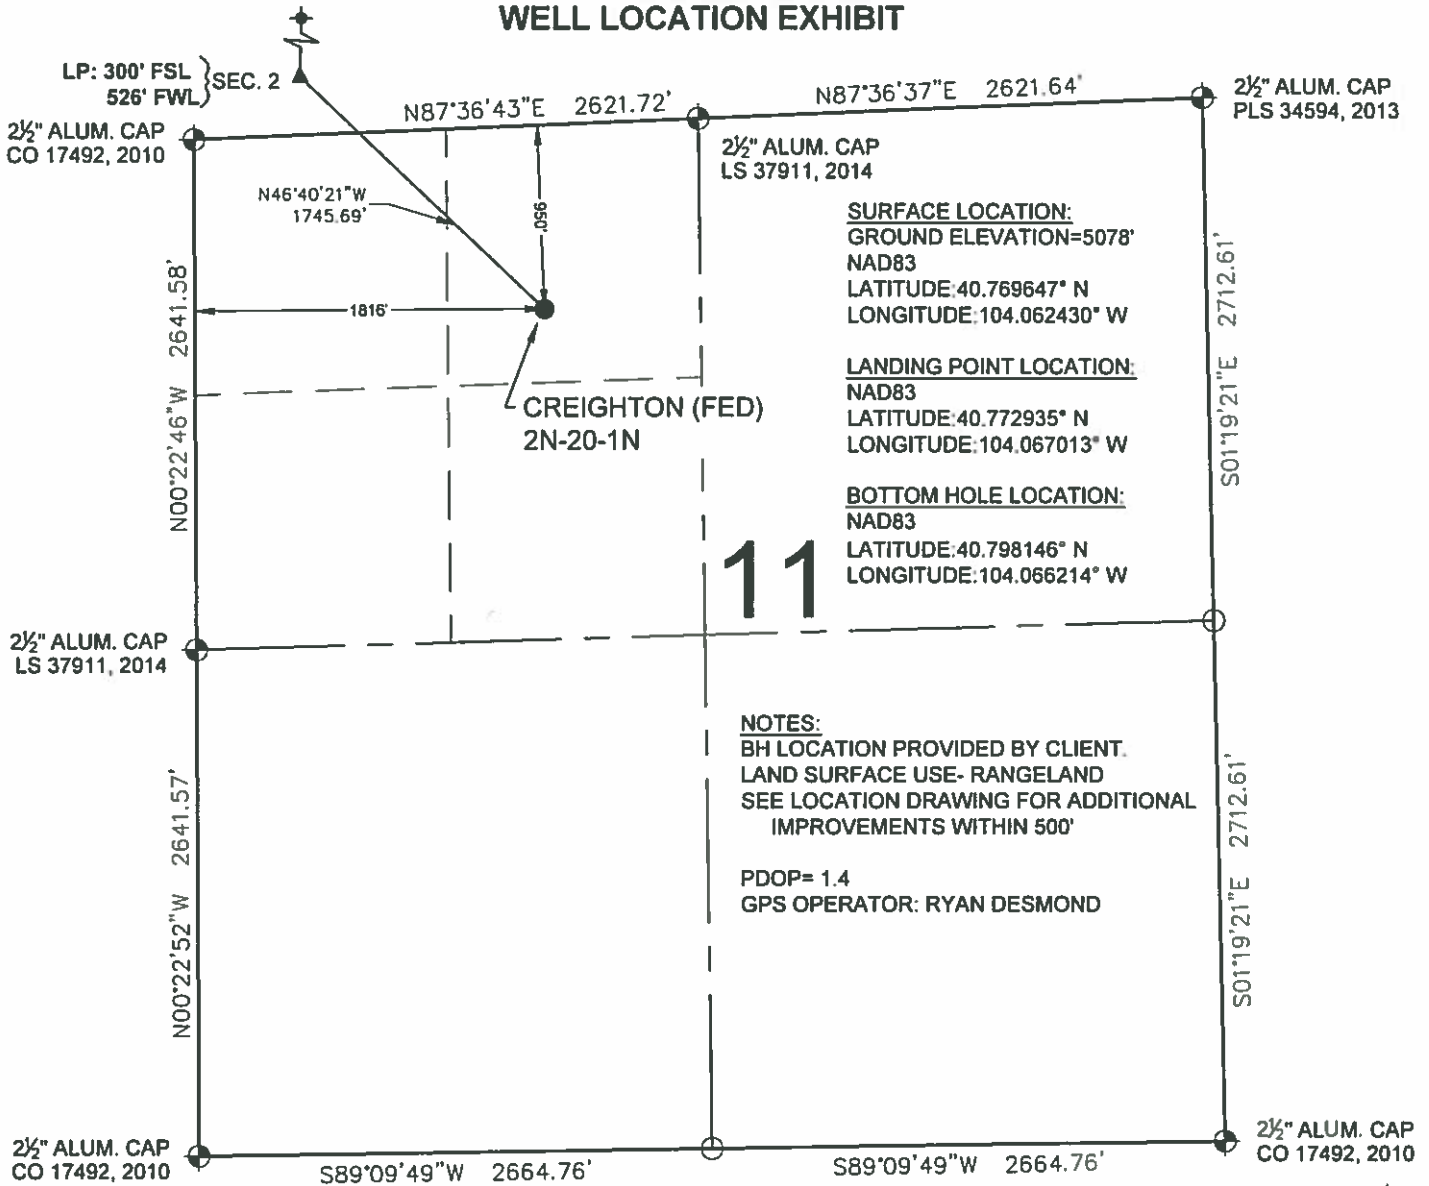 WELL LOCATION EXHIBIT
LP: 300' FSL
526' FWL
SEC. 2
N87°36'43"E 2621.72'
N87°36'37"E 2621.64'
2½" ALUM. CAP
PLS 34594, 2013
2½" ALUM. CAP
CO 17492, 2010
2½" ALUM. CAP
LS 37911, 2014
N46°40'21"W
1745.69'
950'
1816'
SURFACE LOCATION:
GROUND ELEVATION=5078'
NAD83
LATITUDE:40.769647° N
LONGITUDE:104.062430° W
LANDING POINT LOCATION:
NAD83
LATITUDE:40.772935° N
LONGITUDE:104.067013° W
BOTTOM HOLE LOCATION:
NAD83
LATITUDE:40.798146° N
LONGITUDE:104.066214° W
N00°22'46"W 2641.58'
S01°19'21"E 2712.61'
CREIGHTON (FED)
2N-20-1N
11
2½" ALUM. CAP
LS 37911, 2014
NOTES:
BH LOCATION PROVIDED BY CLIENT.
LAND SURFACE USE- RANGELAND
SEE LOCATION DRAWING FOR ADDITIONAL
IMPROVEMENTS WITHIN 500'
PDOP= 1.4
GPS OPERATOR: RYAN DESMOND
N00°22'52"W 2641.57'
S01°19'21"E 2712.61'
2½" ALUM. CAP
CO 17492, 2010
S89°09'49"W 2664.76'
S89°09'49"W 2664.76'
2½" ALUM. CAP
CO 17492, 2010